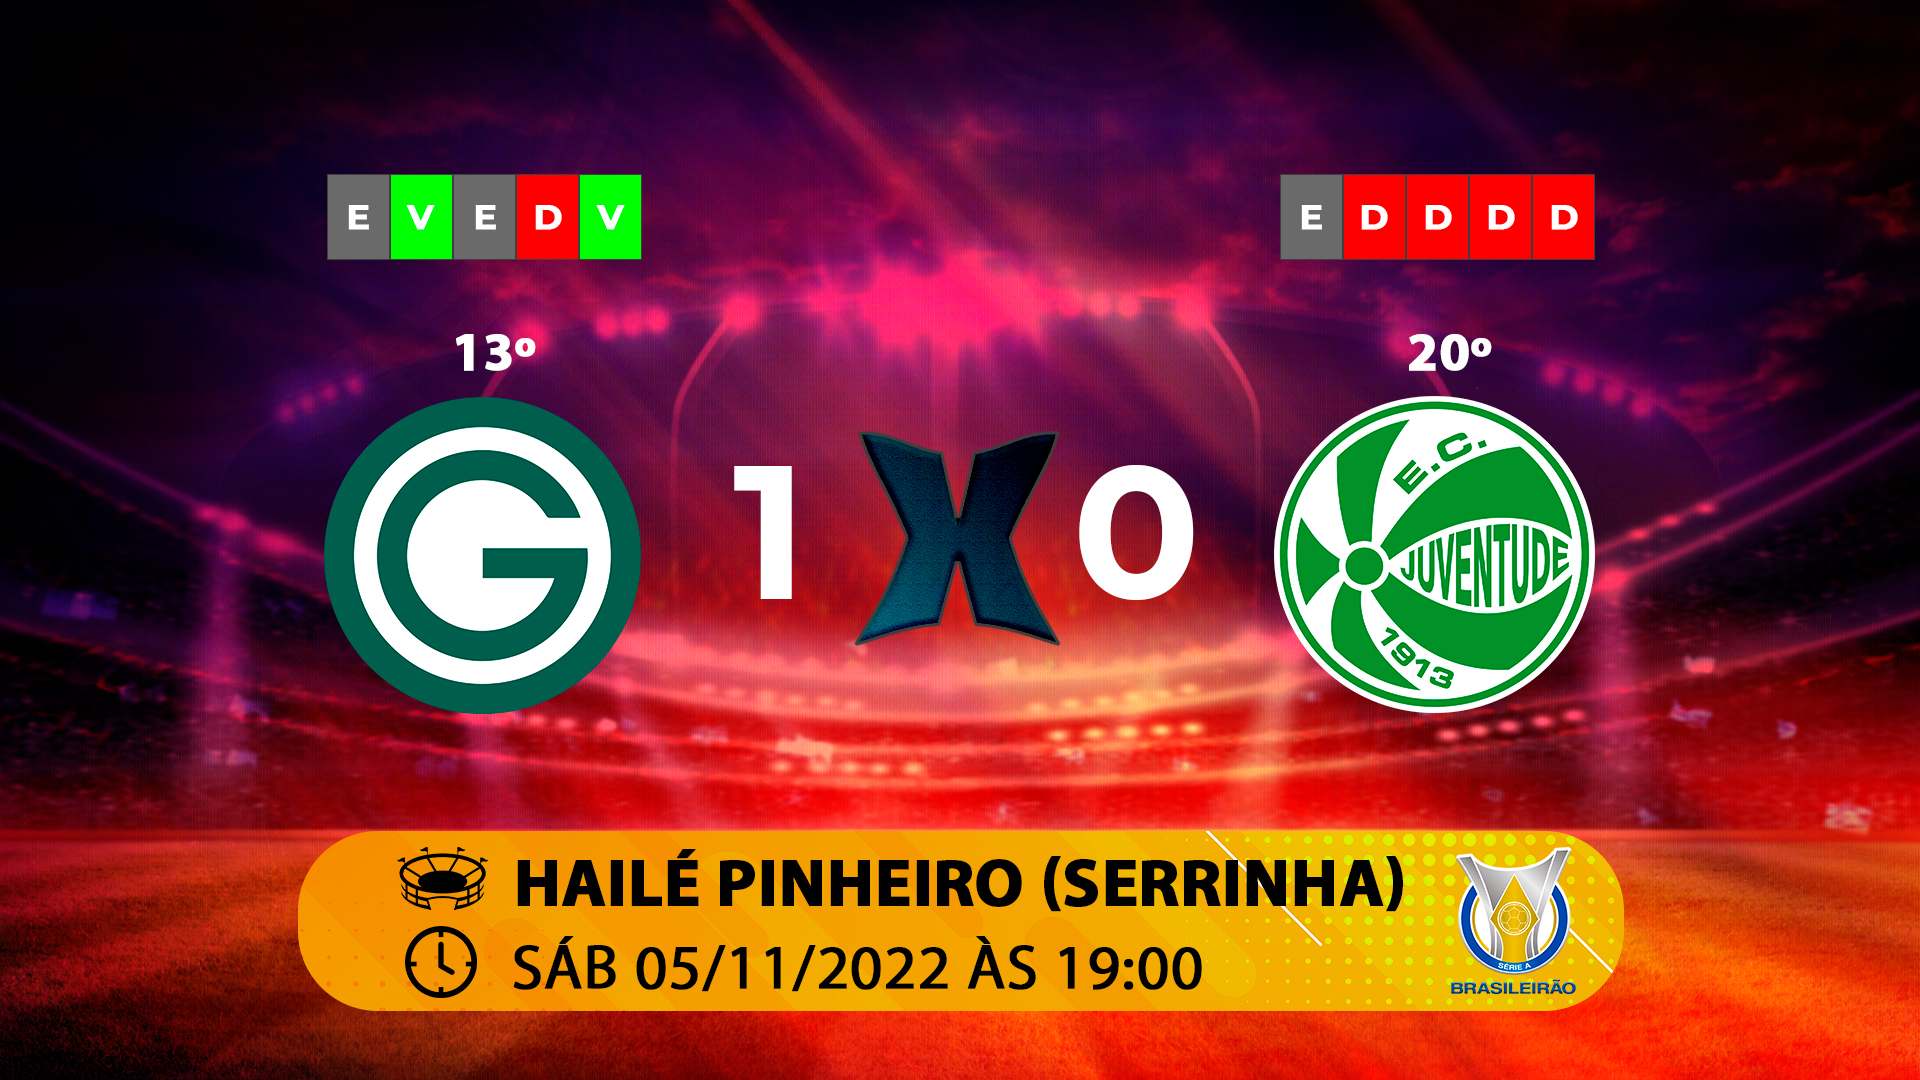 E V E D V
E D D D D
13º
20º
1 X 0
G
E.C.
JUVENTUDE
1913
HAILÉ PINHEIRO (SERRINHA)
SÁB 05/11/2022 ÀS 19:00
SÉRIE A
BRASILEIRÃO